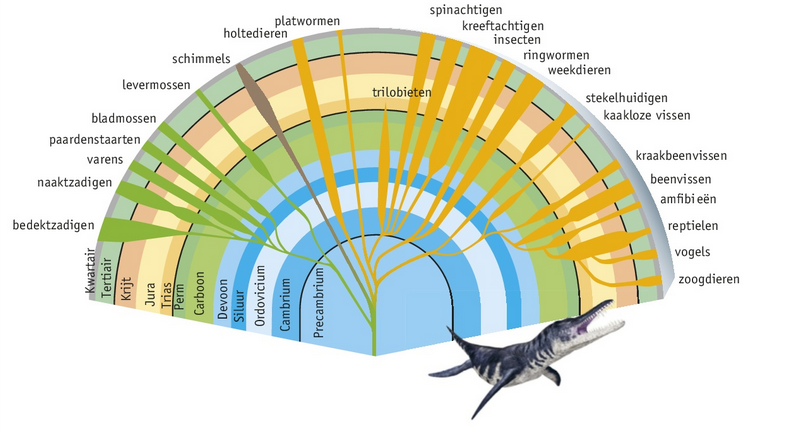 platwormen
holtedieren
schimmels
levermossen
bladmossen
paardenstaarten
varens
naaktzadigen
bedektzadigen
spinachtigen
kreeftachtigen
insecten
ringwormen
weekdieren
trilobieten
stekelhuidigen
kaakloze vissen
kraakbeenvissen
beenvissen
amfibieën
reptielen
vogels
zoogdieren
Kwartair
Tertiair
Krijt
Jura
Trias
Perm
Carboon
Devoon
Siluur
Ordovicium
Cambrium
Precambrium